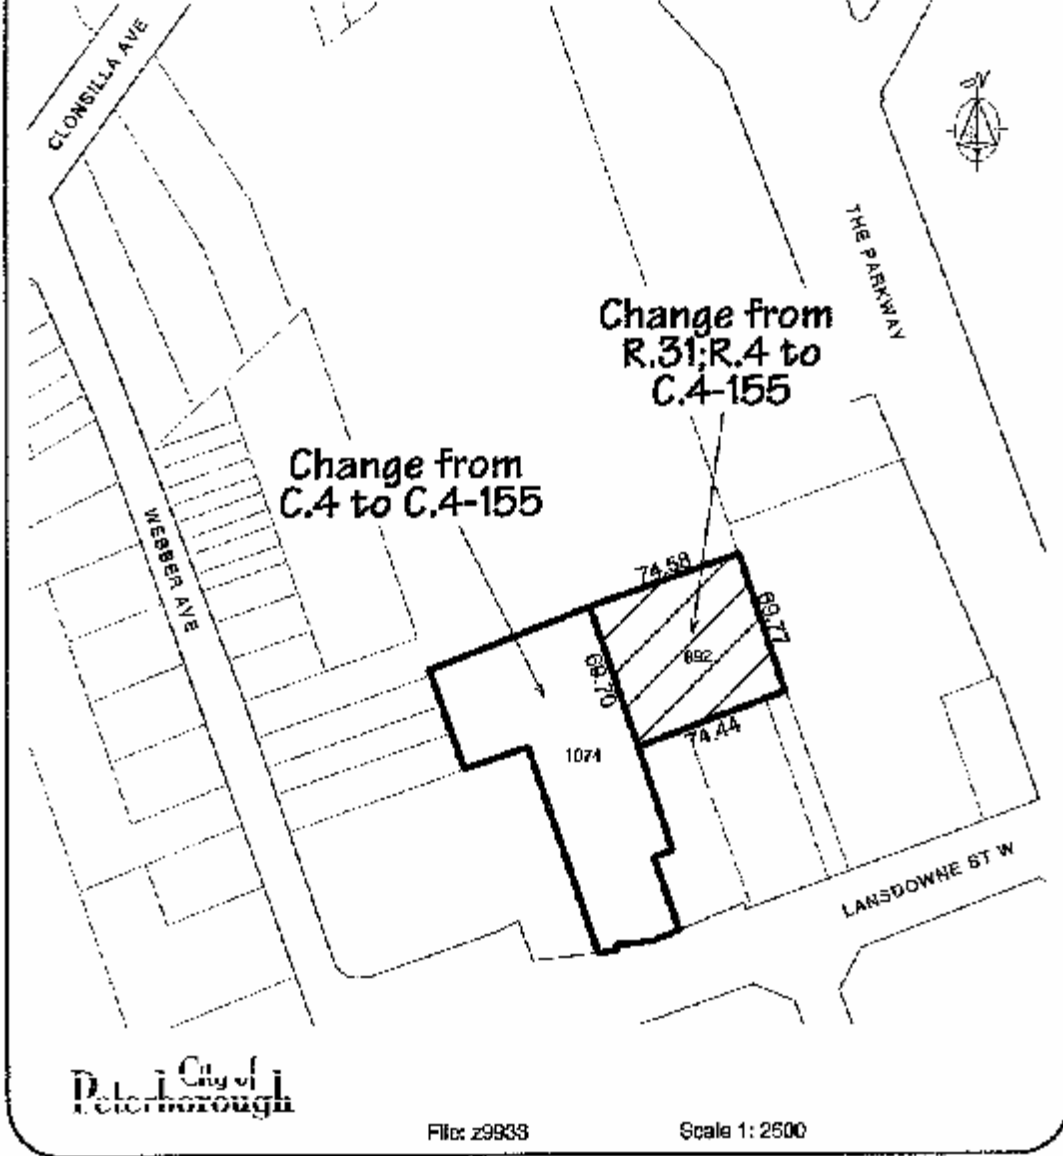 CLONSILLA AVE
N
THE PARKWAY
Change from
R.31;R.4 to
C.4-155
Change from
C.4 to C.4-155
WEBBER AVE
74.58
69.77
892
69.70
74.44
1074
LANSDOWNE ST W
City of
Peterborough
File: z9933
Scale 1: 2500